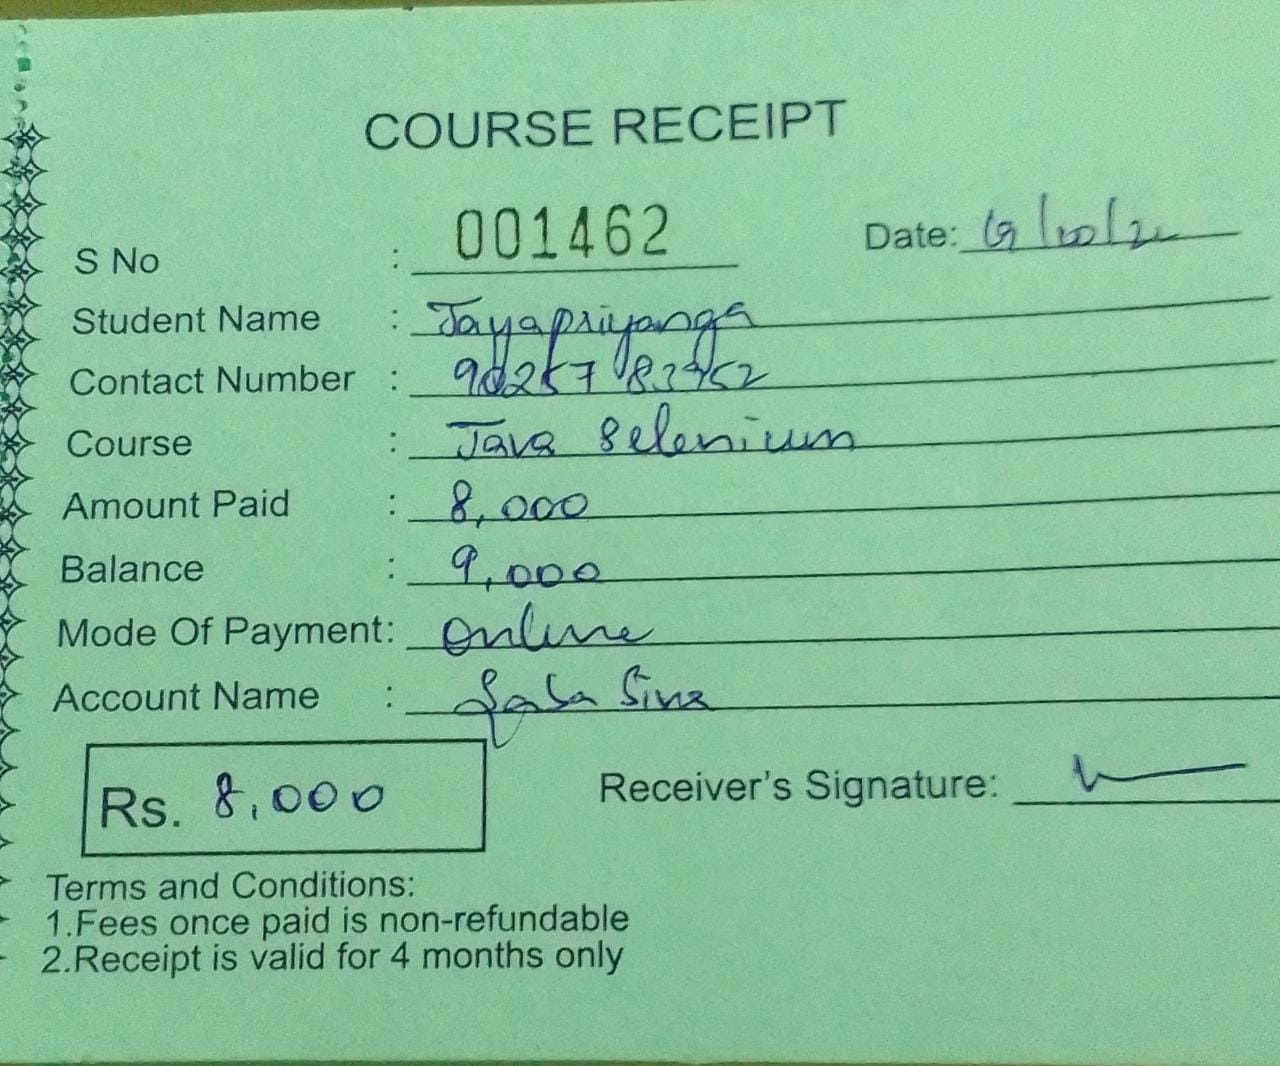 COURSE RECEIPT
S No : 001462 Date:
Student Name : Jayapriyanga
Contact Number :
Course : Java Selenium
Amount Paid : 8,000
Balance : 9,000
Mode Of Payment: Online
Account Name : Siva
Rs. 8,000 Receiver's Signature:
Terms and Conditions:
1.Fees once paid is non-refundable
2.Receipt is valid for 4 months only